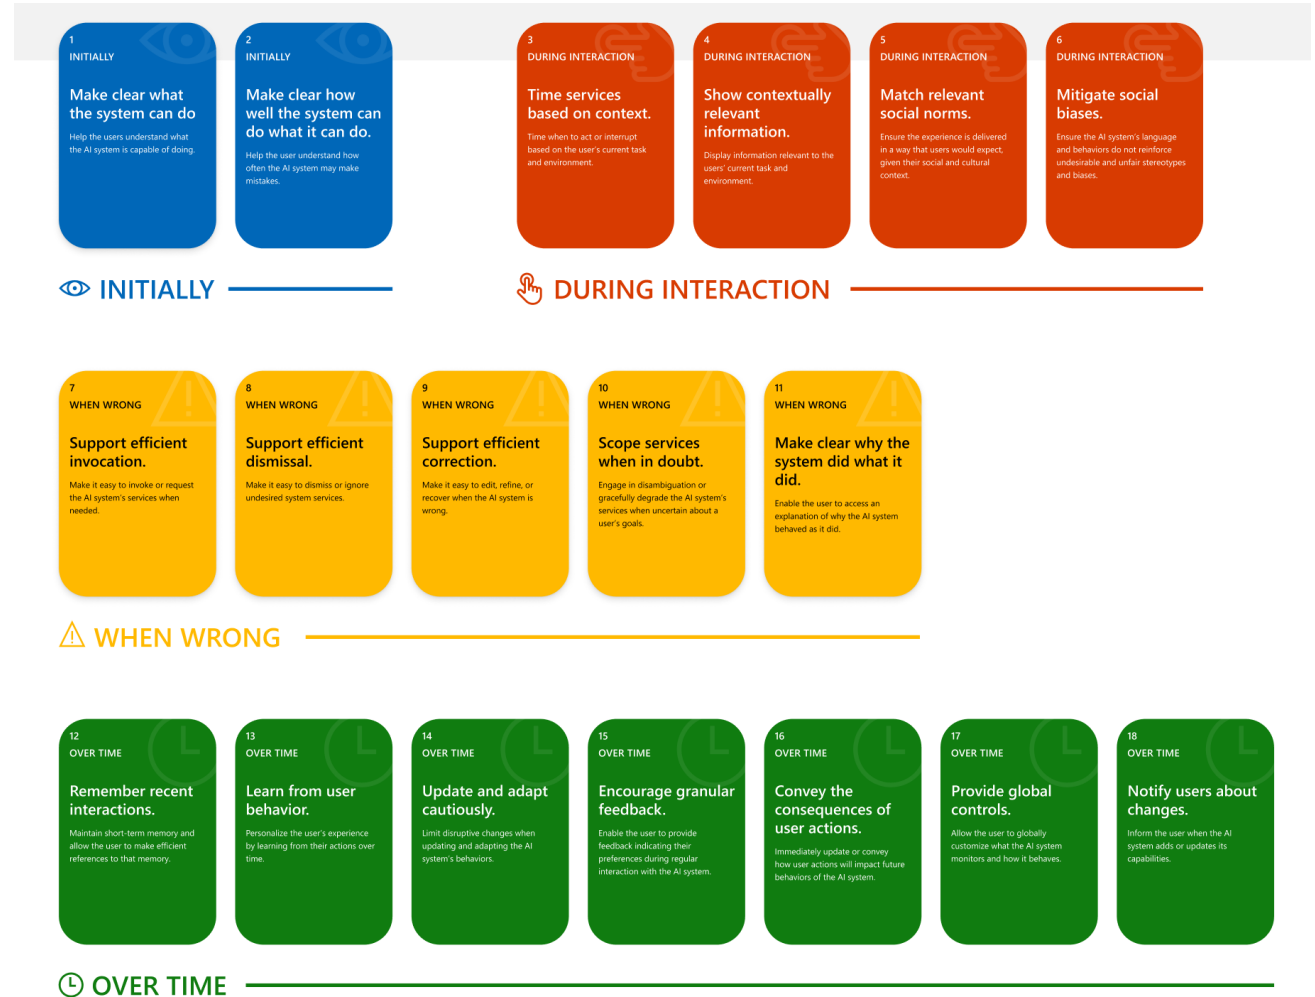 1
INITIALLY
Make clear what
the system can do
Help the users understand what
the AI system is capable of doing.
2
INITIALLY
Make clear how
well the system can
do what it can do.
Help the user understand how
often the AI system may make
mistakes.
3
DURING INTERACTION
Time services
based on context.
Time when to act or interrupt
based on the user's current task
and environment.
4
DURING INTERACTION
Show contextually
relevant
information.
Display information relevant to the
users' current task and
environment.
5
DURING INTERACTION
Match relevant
social norms.
Ensure the experience is delivered
in a way that users would expect,
given their social and cultural
context.
6
DURING INTERACTION
Mitigate social
biases.
Ensure the AI system's language
and behaviors do not reinforce
undesirable and unfair stereotypes
and biases.
INITIALLY
DURING INTERACTION
7
WHEN WRONG
Support efficient
invocation.
Make it easy to invoke or request
the AI system's services when
needed.
8
WHEN WRONG
Support efficient
dismissal.
Make it easy to dismiss or ignore
undesired system services.
9
WHEN WRONG
Support efficient
correction.
Make it easy to edit, refine, or
recover when the AI system is
wrong.
10
WHEN WRONG
Scope services
when in doubt.
Engage in disambiguation or
gracefully degrade the AI system's
services when uncertain about a
user's goals.
11
WHEN WRONG
Make clear why the
system did what it
did.
Enable the user to access an
explanation of why the AI system
behaved as it did.
WHEN WRONG
12
OVER TIME
Remember recent
interactions.
Maintain short-term memory and
allow the user to make efficient
references to that memory.
13
OVER TIME
Learn from user
behavior.
Personalize the user's experience
by learning from their actions over
time.
14
OVER TIME
Update and adapt
cautiously.
Limit disruptive changes when
updating and adapting the AI
system's behaviors.
15
OVER TIME
Encourage granular
feedback.
Enable the user to provide
feedback indicating their
preferences during regular
interaction with the AI system.
16
OVER TIME
Convey the
consequences of
user actions.
Immediately update or convey
how user actions will impact future
behaviors of the AI system.
17
OVER TIME
Provide global
controls.
Allow the user to globally
customize what the AI system
monitors and how it behaves.
18
OVER TIME
Notify users about
changes.
Inform the user when the AI
system adds or updates its
capabilities.
OVER TIME